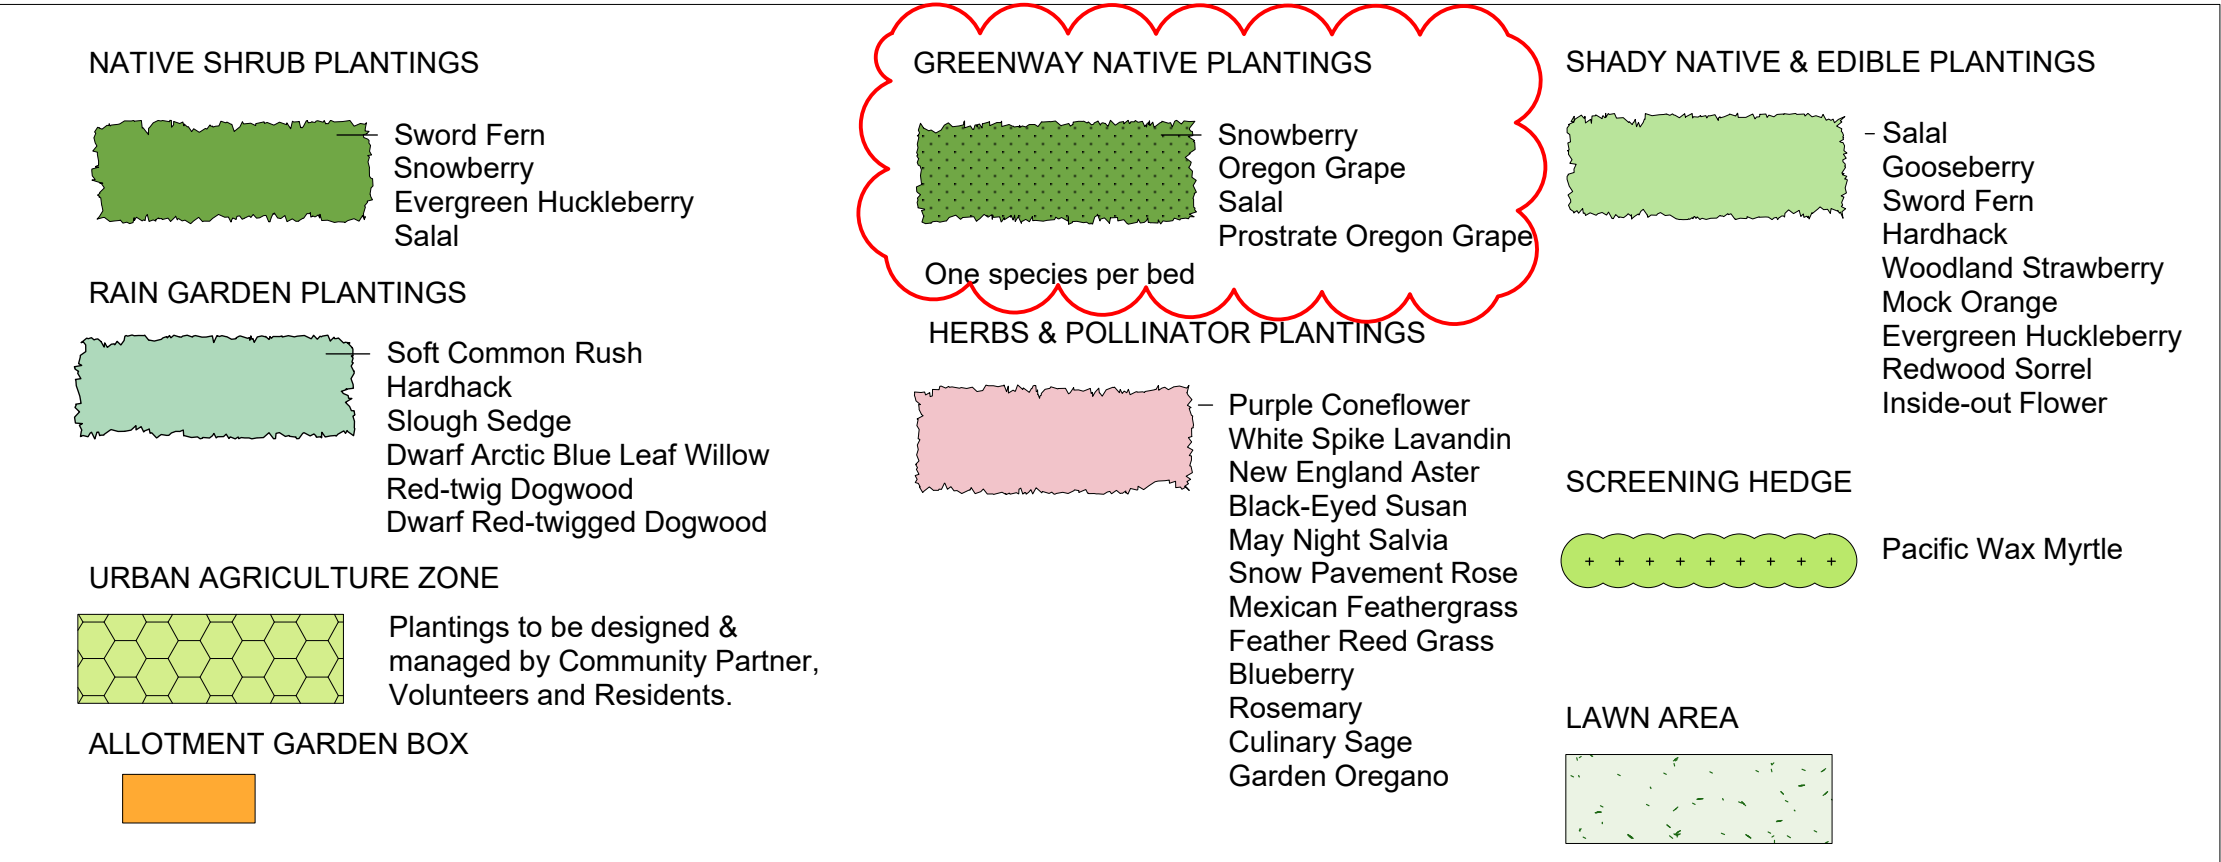 NATIVE SHRUB PLANTINGS
Sword Fern
Snowberry
Evergreen Huckleberry
Salal
RAIN GARDEN PLANTINGS
Soft Common Rush
Hardhack
Slough Sedge
Dwarf Arctic Blue Leaf Willow
Red-twig Dogwood
Dwarf Red-twigged Dogwood
URBAN AGRICULTURE ZONE
Plantings to be designed &
managed by Community Partner,
Volunteers and Residents.
ALLOTMENT GARDEN BOX
GREENWAY NATIVE PLANTINGS
Snowberry
Oregon Grape
Salal
Prostrate Oregon Grape
One species per bed
HERBS & POLLINATOR PLANTINGS
Purple Coneflower
White Spike Lavandin
New England Aster
Black-Eyed Susan
May Night Salvia
Snow Pavement Rose
Mexican Feathergrass
Feather Reed Grass
Blueberry
Rosemary
Culinary Sage
Garden Oregano
SHADY NATIVE & EDIBLE PLANTINGS
Salal
Gooseberry
Sword Fern
Hardhack
Woodland Strawberry
Mock Orange
Evergreen Huckleberry
Redwood Sorrel
Inside-out Flower
SCREENING HEDGE
Pacific Wax Myrtle
LAWN AREA